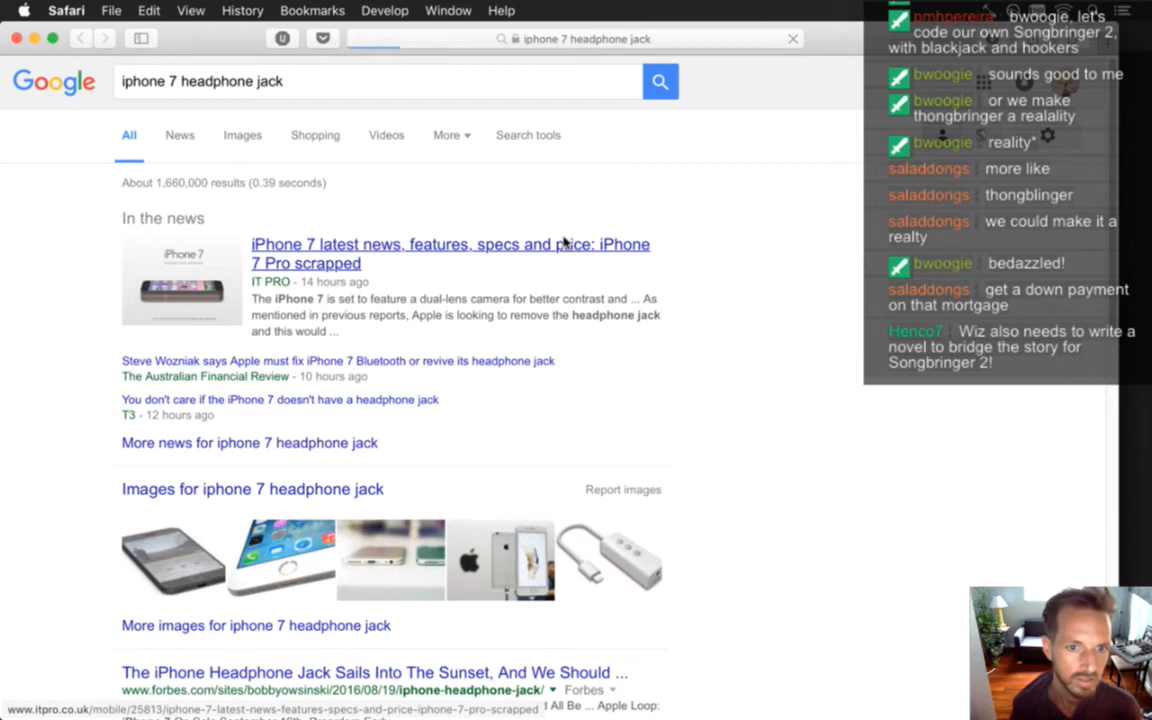 Safari File Edit View History Bookmarks Develop Window Help
iphone 7 headphone jack
Google iphone 7 headphone jack
All News Images Shopping Videos More Search tools
About 1,660,000 results (0.39 seconds)
In the news
iPhone 7
iPhone 7 latest news, features, specs and price: iPhone
7 Pro scrapped
IT PRO - 14 hours ago
The iPhone 7 is set to feature a dual-lens camera for better contrast and ... As
mentioned in previous reports, Apple is looking to remove the headphone jack
and this would ...
Steve Wozniak says Apple must fix iPhone 7 Bluetooth or revive its headphone jack
The Australian Financial Review - 10 hours ago
You don't care if the iPhone 7 doesn't have a headphone jack
T3 - 12 hours ago
More news for iphone 7 headphone jack
Images for iphone 7 headphone jack Report images
More images for iphone 7 headphone jack
The iPhone Headphone Jack Sails Into The Sunset, And We Should ...
www.forbes.com/sites/bobbyowsinski/2016/08/19/iphone-headphone-jack/ Forbes
www.itpro.co.uk/mobile/25813/iphone-7-latest-news-features-specs-and-price-iphone-7-pro-scrapped
d All Be ... Apple Loop:
pmhpereira bwoogie, let's
code our own Songbringer 2,
with blackjack and hookers
bwoogie sounds good to me
bwoogie or we make
thongbringer a realality
bwoogie reality*
saladdongs more like
saladdongs thongblinger
saladdongs we could make it a
realty
bwoogie bedazzled!
saladdongs get a down payment
on that mortgage
Henco7 Wiz also needs to write a
novel to bridge the story for
Songbringer 2!